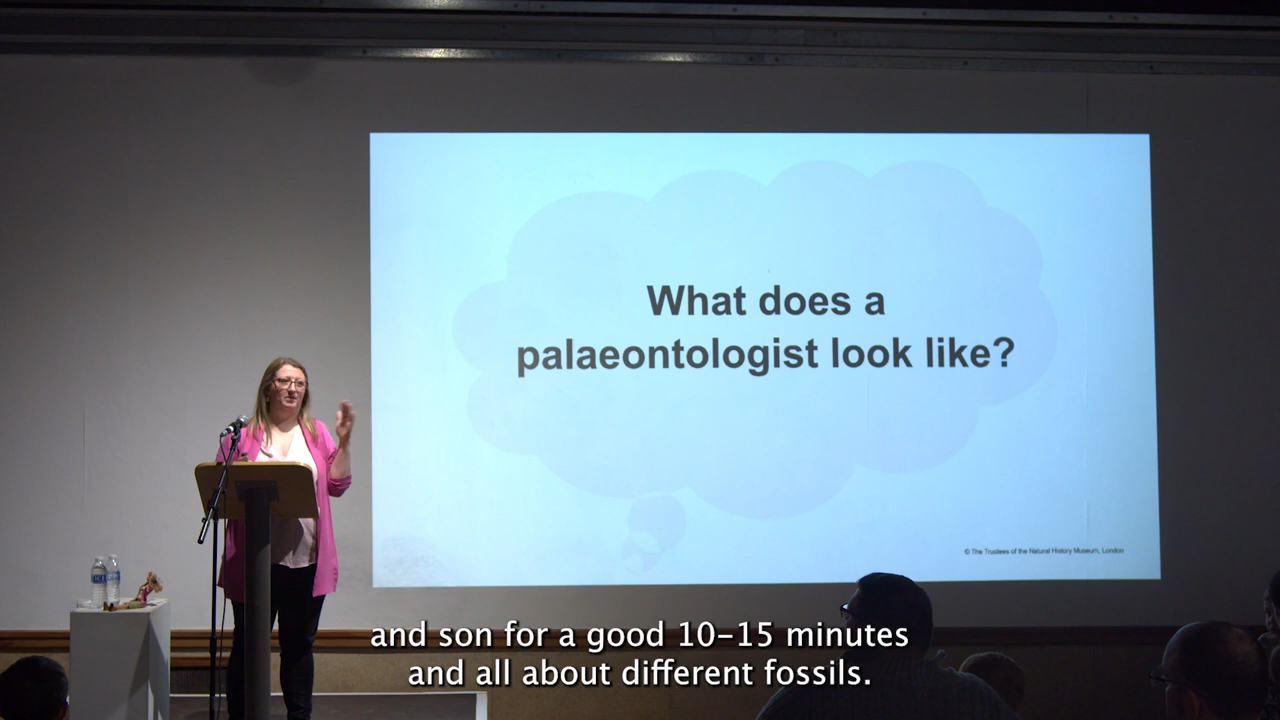 What does a
palaeontologist look like?
© The Trustees of the Natural History Museum, London
and son for a good 10–15 minutes
and all about different fossils.